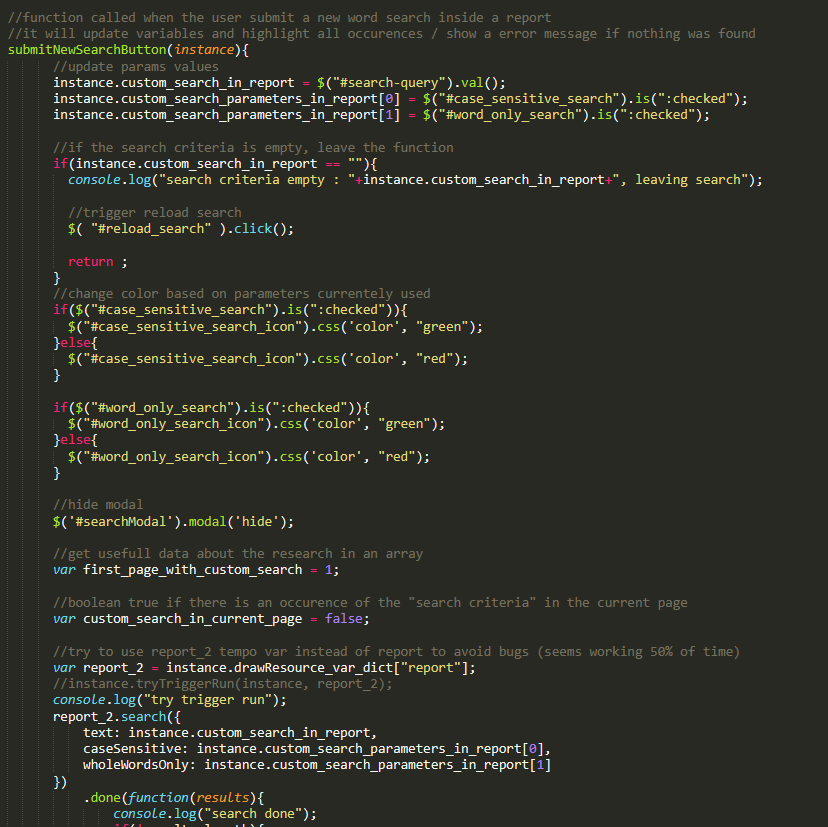 //function called when the user submit a new word search inside a report
//it will update variables and highlight all occurences / show a error message if nothing was found
submitNewSearchButton(instance){
//update params values
instance.custom_search_in_report = $("#search-query").val();
instance.custom_search_parameters_in_report[0] = $("#case_sensitive_search").is(":checked");
instance.custom_search_parameters_in_report[1] = $("#word_only_search").is(":checked");
//if the search criteria is empty, leave the function
if(instance.custom_search_in_report == ""){
console.log("search criteria empty : "+instance.custom_search_in_report+", leaving search");
//trigger reload search
$( "#reload_search" ).click();
return ;
}
//change color based on parameters currentely used
if($("#case_sensitive_search").is(":checked")){
$("#case_sensitive_search_icon").css('color', "green");
}else{
$("#case_sensitive_search_icon").css('color', "red");
}
if($("#word_only_search").is(":checked")){
$("#word_only_search_icon").css('color', "green");
}else{
$("#word_only_search_icon").css('color', "red");
}
//hide modal
$('#searchModal').modal('hide');
//get usefull data about the research in an array
var first_page_with_custom_search = 1;
//boolean true if there is an occurence of the "search criteria" in the current page
var custom_search_in_current_page = false;
//try to use report_2 tempo var instead of report to avoid bugs (seems working 50% of time)
var report_2 = instance.drawResource_var_dict["report"];
//instance.tryTriggerRun(instance, report_2);
console.log("try trigger run");
report_2.search({
text: instance.custom_search_in_report,
caseSensitive: instance.custom_search_parameters_in_report[0],
wholeWordsOnly: instance.custom_search_parameters_in_report[1]
})
.done(function(results){
console.log("search done");